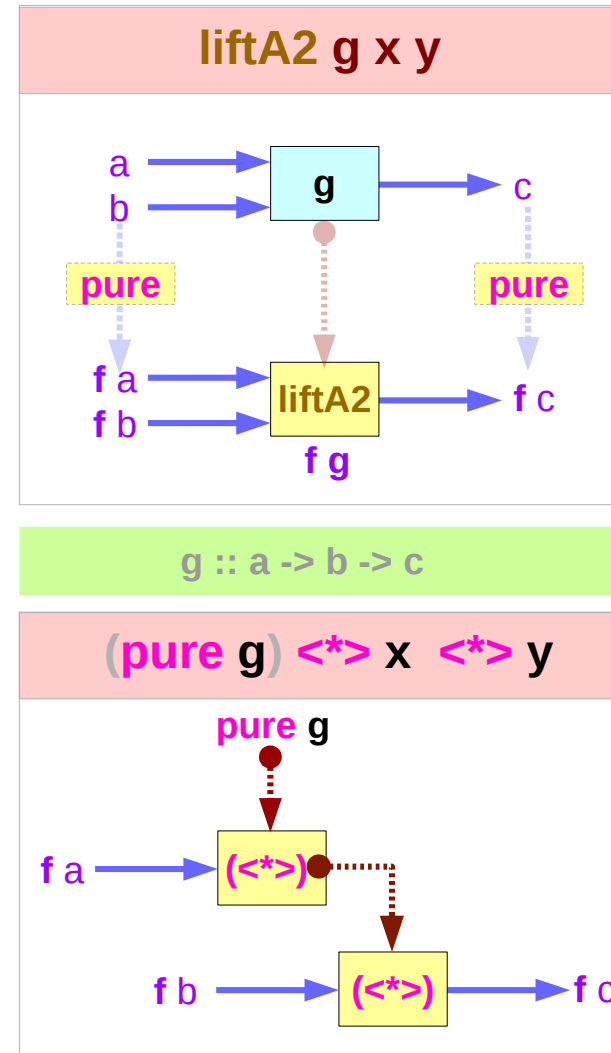 liftA2 g x y
a
b
g
c
pure
pure
f a
f b
liftA2
f c
f g
g :: a -> b -> c
(pure g) <*> x <*> y
pure g
f a
(<*>)
f b
(<*>)
f c